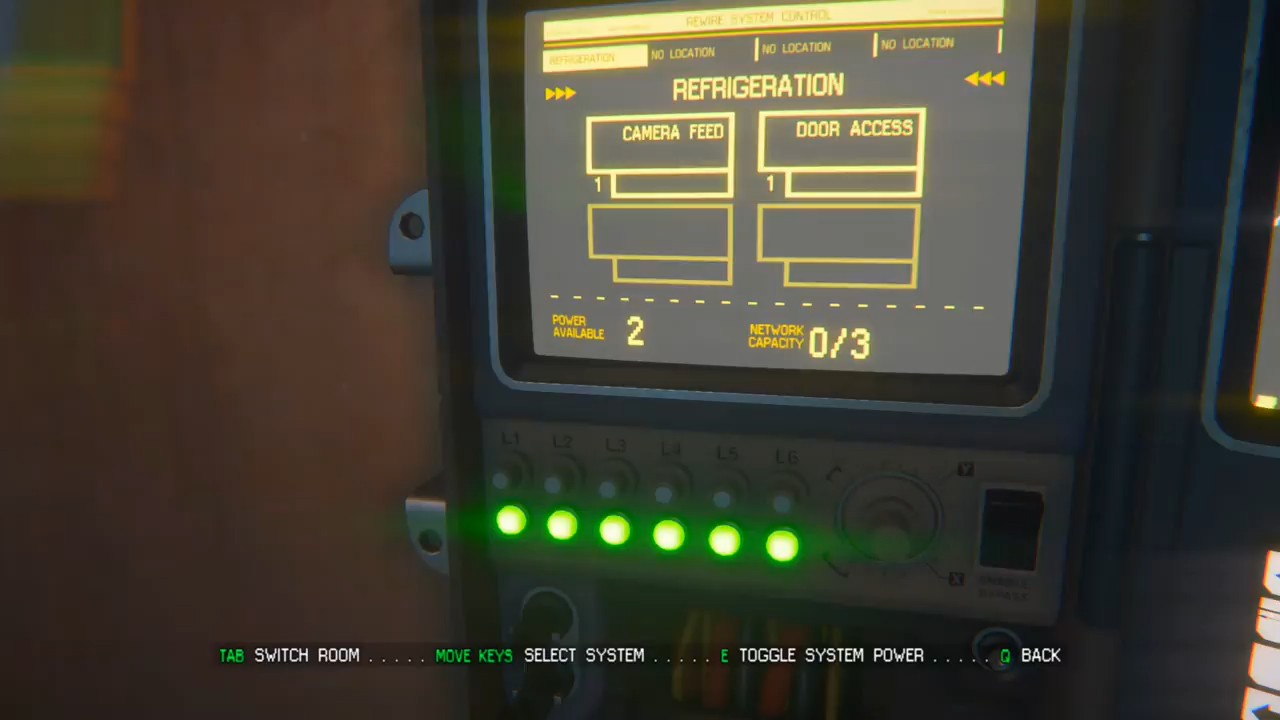 REWIRE SYSTEM CONTROL
REFRIGERATION NO LOCATION NO LOCATION NO LOCATION
REFRIGERATION
CAMERA FEED DOOR ACCESS
1 1
POWER AVAILABLE 2 NETWORK CAPACITY 0/3
L1 L2 L3 L4 L5 L6
Y
X
ENABLE
BYPASS
TAB SWITCH ROOM ..... MOVE KEYS SELECT SYSTEM ..... E TOGGLE SYSTEM POWER ..... Q BACK